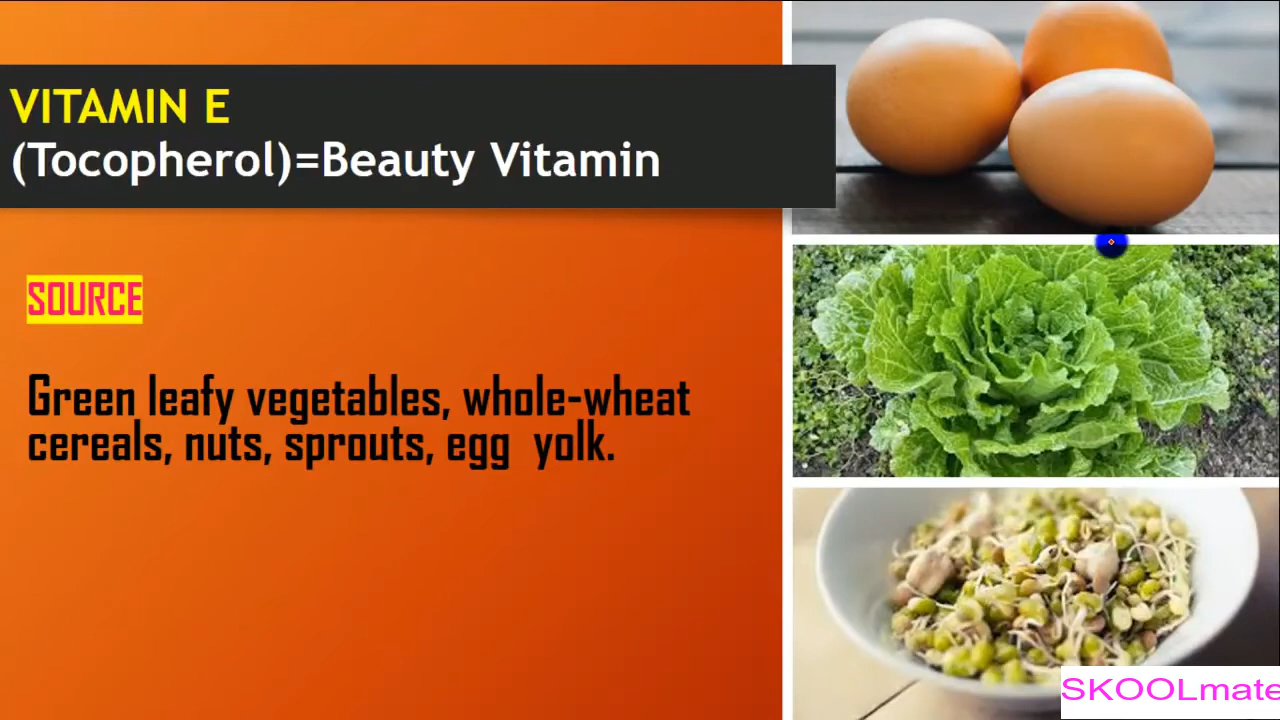 VITAMIN E
(Tocopherol)=Beauty Vitamin
SOURCE
Green leafy vegetables, whole-wheat
cereals, nuts, sprouts, egg yolk.
SKOOLmate